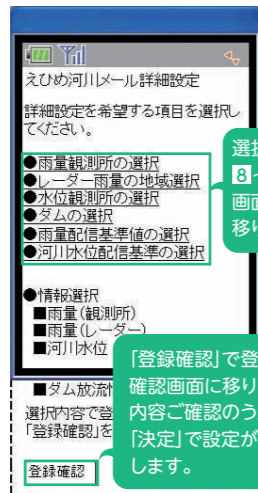 えひめ河川メール詳細設定
詳細設定を希望する項目を選択し
てください。
●雨量観測所の選択
●レーダー雨量の地域選択
●水位観測所の選択
●ダムの選択
●雨量配信基準値の選択
●河川水位配信基準の選択
選択
8～
画面
移り
●情報選択
■雨量(観測所)
■雨量(レーダー)
■河川水位
■ダム放流
選択内容で登
「登録確認」を
登録確認
「登録確認」で登
確認画面に移り
内容ご確認のう
「決定」で設定が
します。